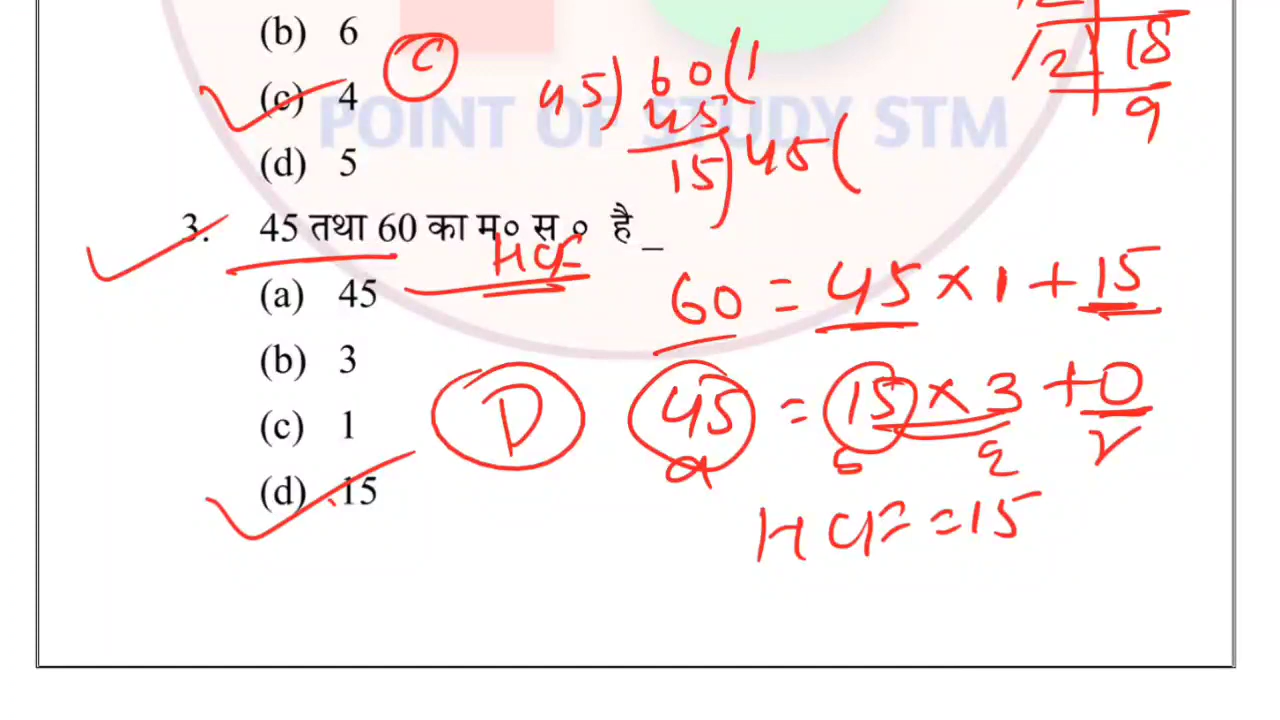 (b) 6
(c) 4
C
(d) 5
POINT OF STUDY STM
45) 60 (1
45
15) 45 (
12 18
9
3. 45 तथा 60 का म० स ० है _
HCF
(a) 45
60 = 45 × 1 + 15
(b) 3
D
45 = 15 × 3 + 0
a b q r
(c) 1
(d) 15
HCF = 15